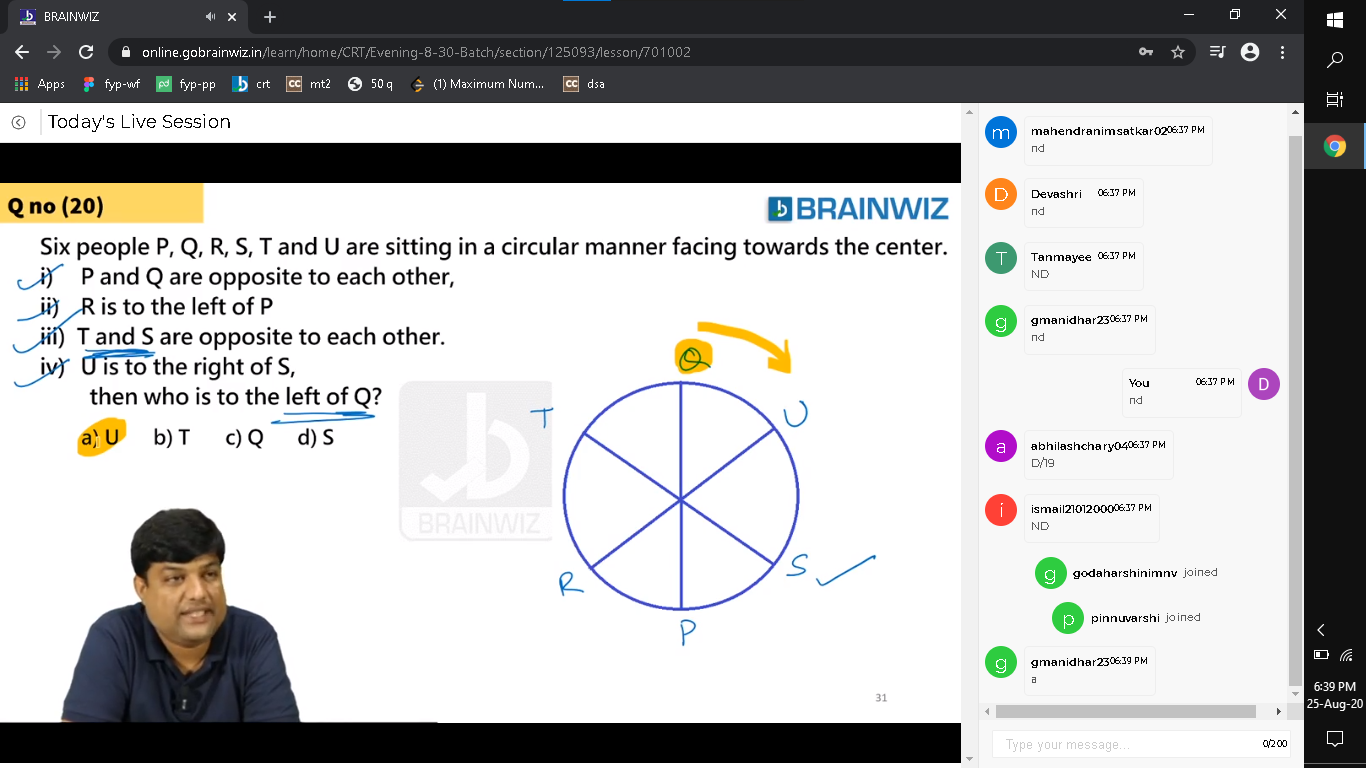 BRAINWIZ
online.gobrainwiz.in/learn/home/CRT/Evening-8-30-Batch/section/125093/lesson/701002
Apps fyp-wf fyp-pp crt mt2 50 q (1) Maximum Num... dsa
Today's Live Session
Q no (20)
BRAINWIZ
Six people P, Q, R, S, T and U are sitting in a circular manner facing towards the center.
i) P and Q are opposite to each other,
ii) R is to the left of P
iii) T and S are opposite to each other.
iv) U is to the right of S,
then who is to the left of Q?
a) U b) T c) Q d) S
Q
T
U
R
S
P
BRAINWIZ
31
m
mahendranimsatkar02 06:37 PM
nd
D
Devashri 06:37 PM
nd
T
Tanmayee 06:37 PM
ND
g
gmanidhar23 06:37 PM
nd
You 06:37 PM
nd
D
a
abhilashchary04 06:37 PM
D/19
i
ismail21012000 06:37 PM
ND
g godaharshinimnv joined
p pinnuvarshi joined
g
gmanidhar23 06:39 PM
a
Type your message... 0/200
6:39 PM
25-Aug-20